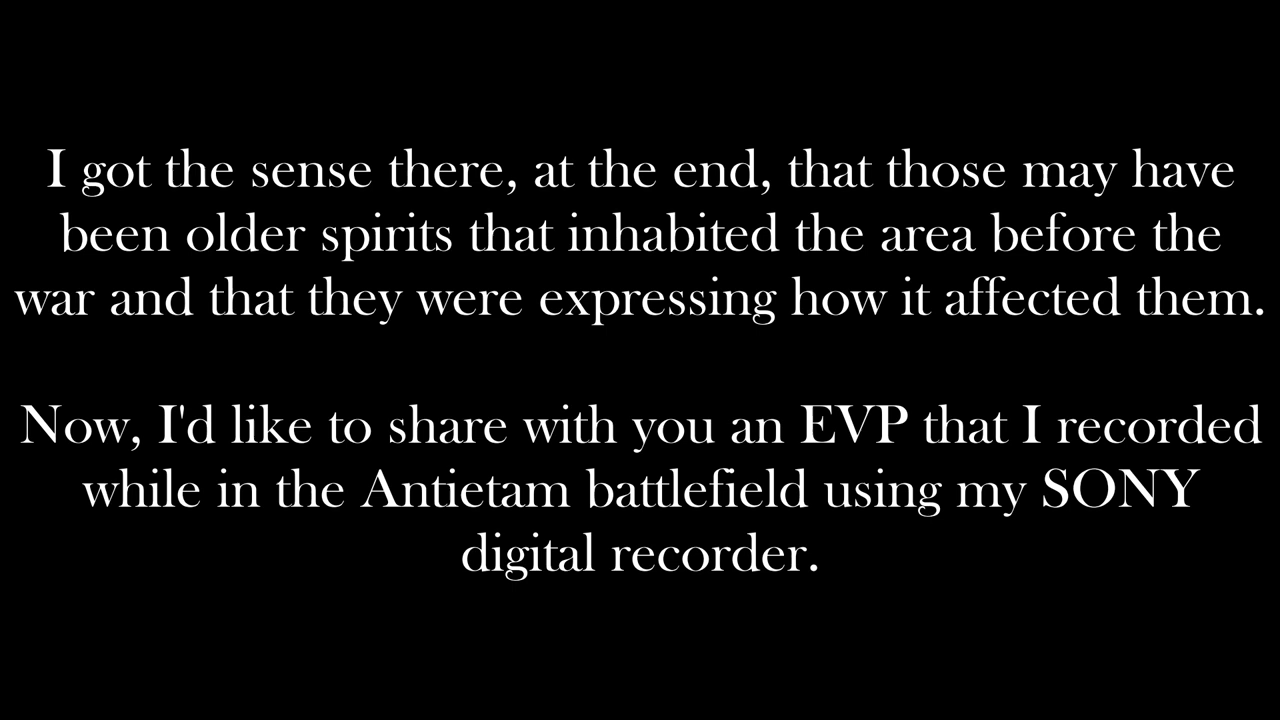 I got the sense there, at the end, that those may have
been older spirits that inhabited the area before the
war and that they were expressing how it affected them.
Now, I'd like to share with you an EVP that I recorded
while in the Antietam battlefield using my SONY
digital recorder.